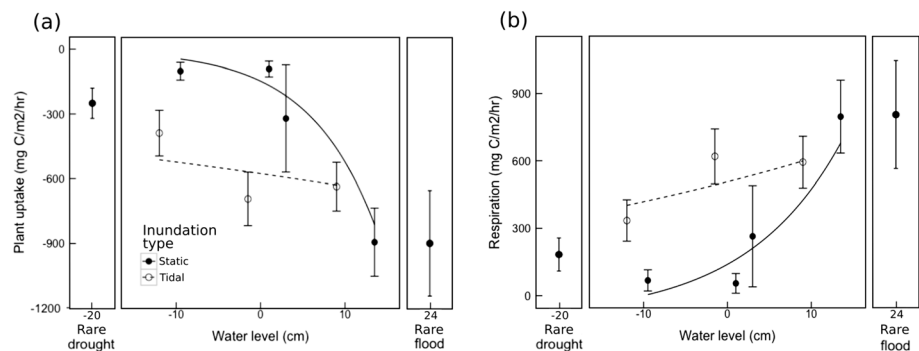 (a)
Plant uptake (mg C/m2/hr)
0
-300
-600
-900
-1200
Inundation
type
Static
Tidal
-20
Rare
drought
-10
0
10
Water level (cm)
24
Rare
flood
(b)
Respiration (mg C/m2/hr)
900
600
300
0
-20
Rare
drought
-10
0
10
Water level (cm)
24
Rare
flood